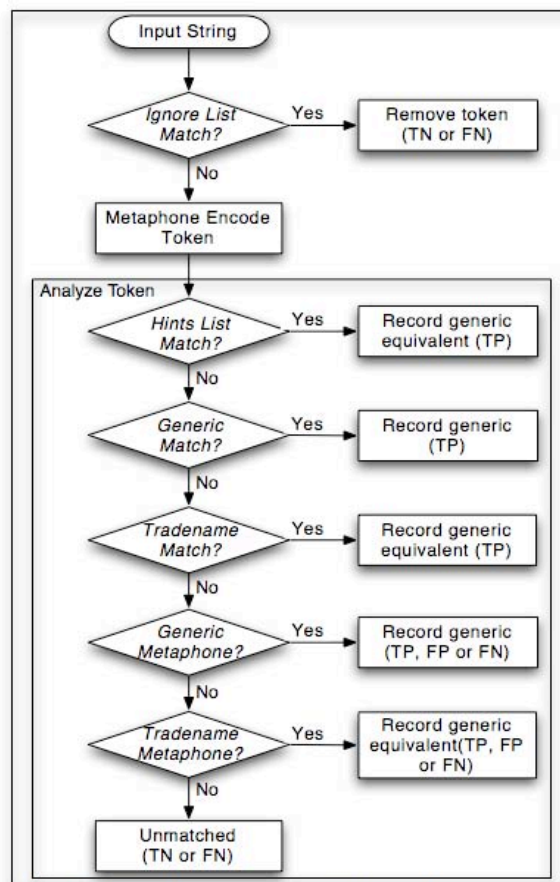 Input String
Ignore List
Match?
Yes
Remove token
(TN or FN)
No
Metaphone Encode
Token
Analyze Token
Hints List
Match?
Yes
Record generic
equivalent (TP)
No
Generic
Match?
Yes
Record generic
(TP)
No
Tradename
Match?
Yes
Record generic
equivalent (TP)
No
Generic
Metaphone?
Yes
Record generic
(TP, FP or FN)
No
Tradename
Metaphone?
Yes
Record generic
equivalent(TP, FP
or FN)
No
Unmatched
(TN or FN)